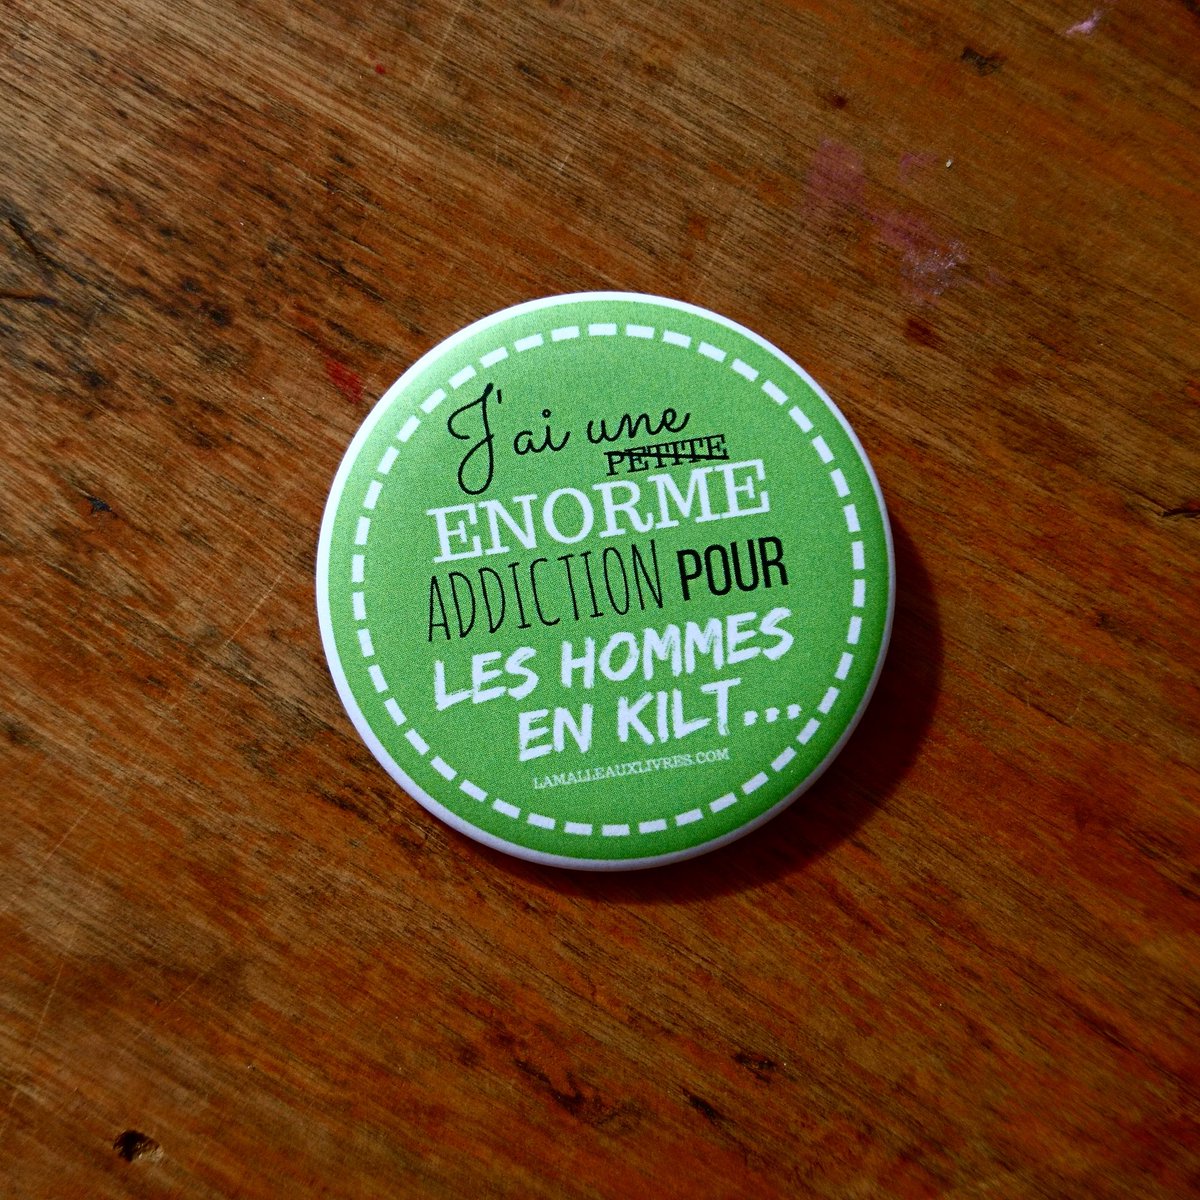 J'ai une
PETITE
ENORME
ADDICTION POUR
LES HOMMES
EN KILT...
LAMALLEAUXLIVRES.COM